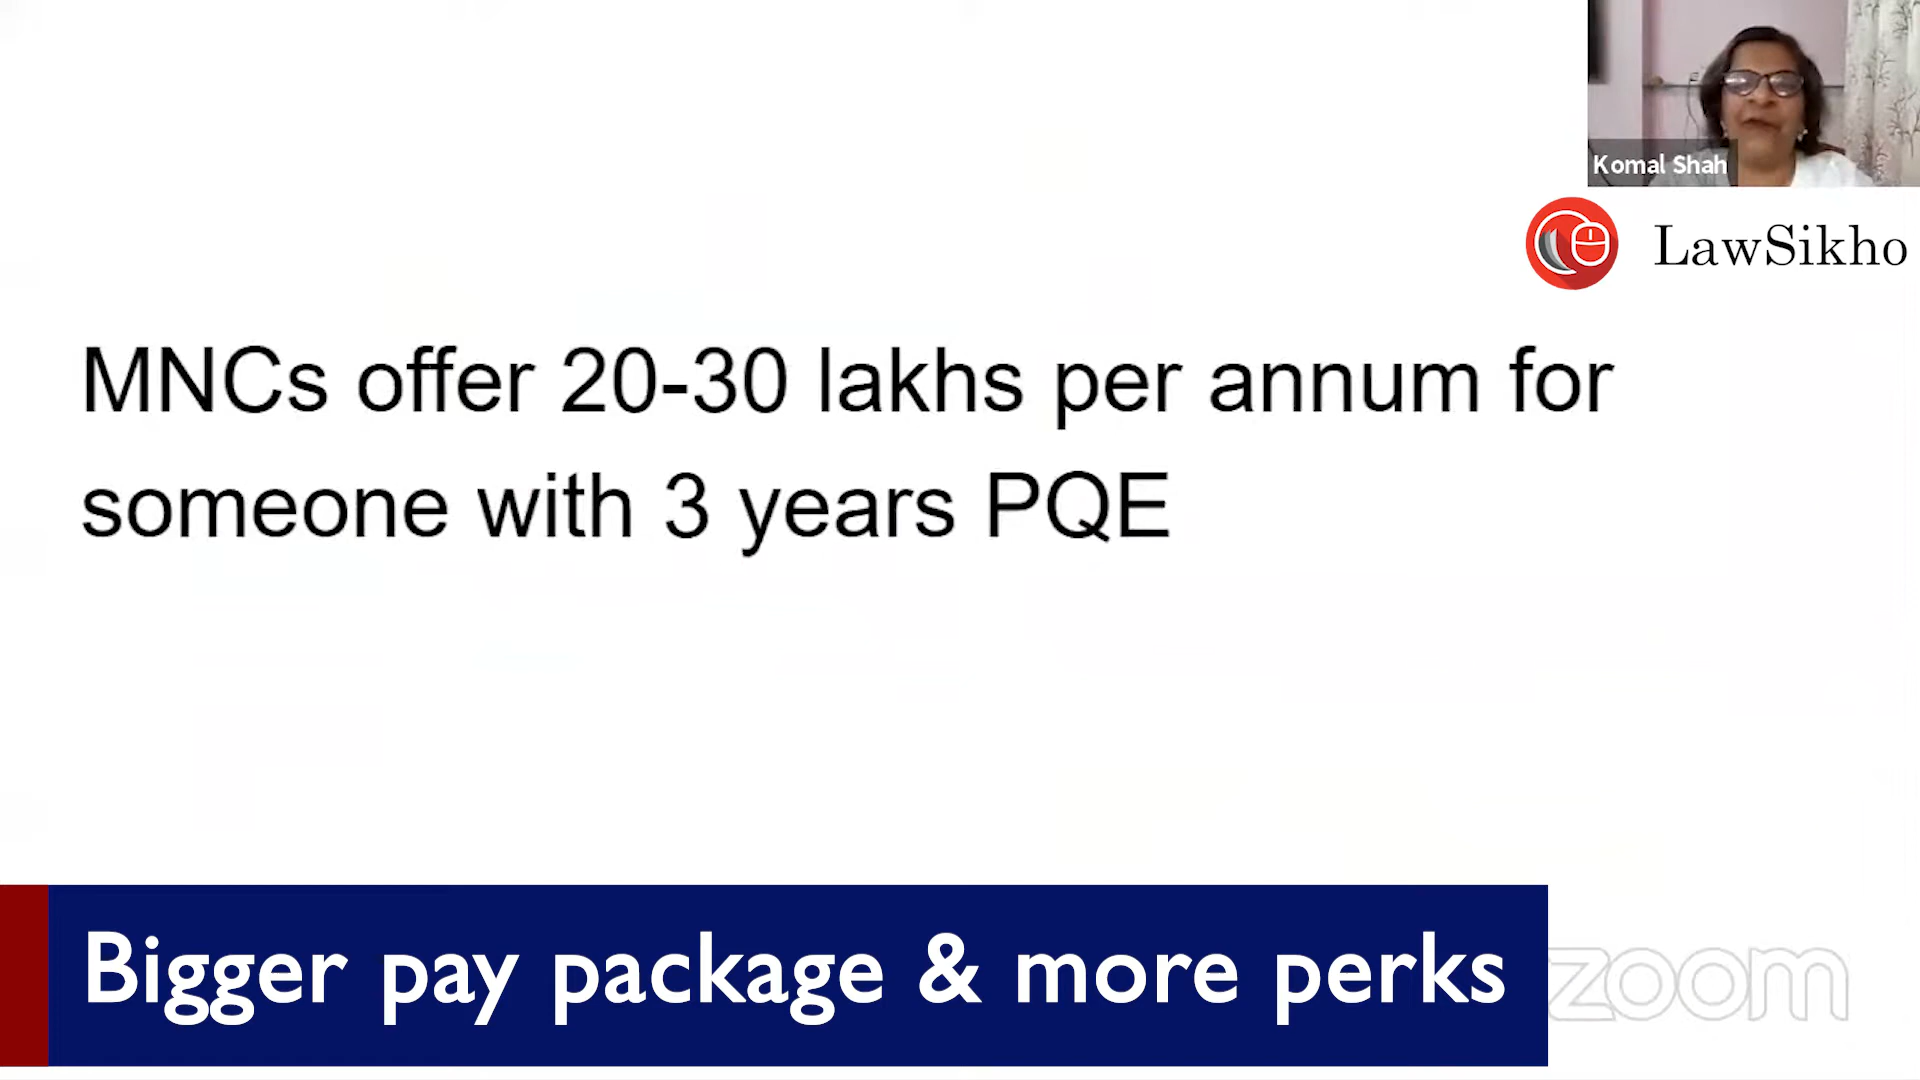 Komal Shah
LawSikho
MNCs offer 20-30 lakhs per annum for
someone with 3 years PQE
Bigger pay package & more perks
zoom